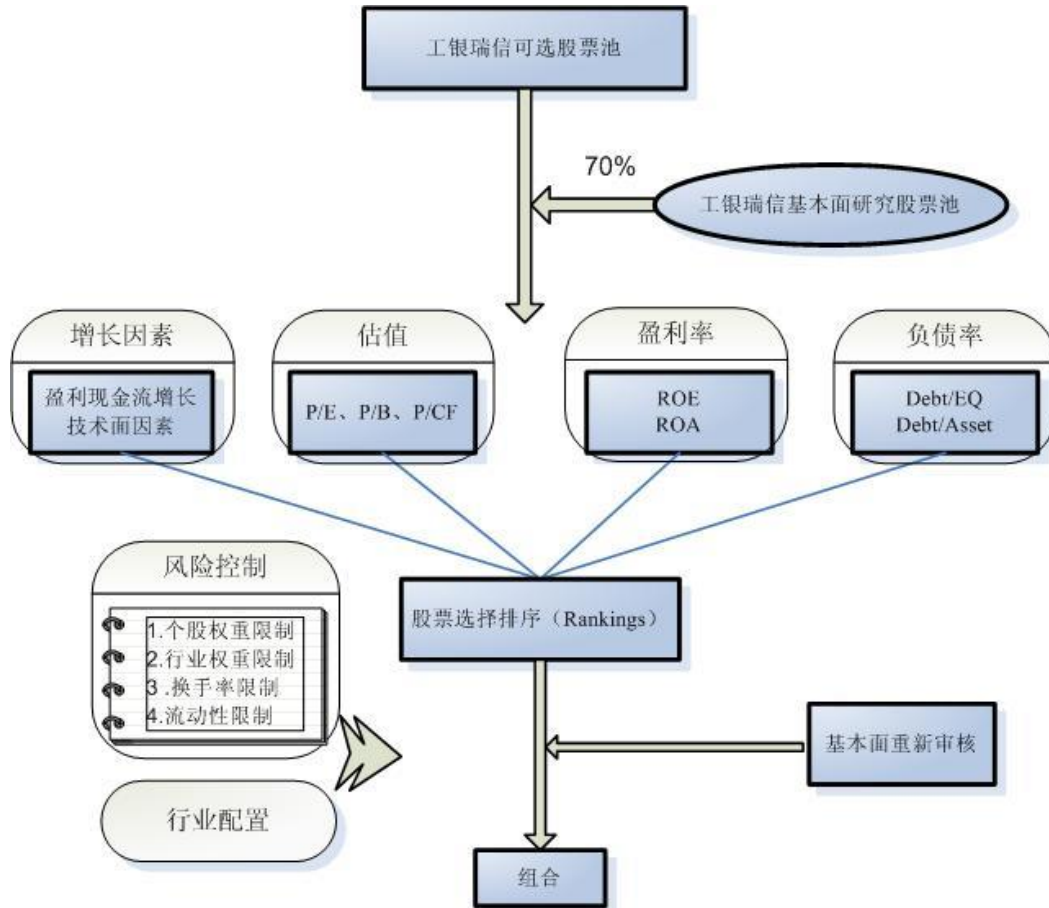 工银瑞信可选股票池
70%
工银瑞信基本面研究股票池
增长因素
盈利现金流增长
技术面因素
估值
P/E、P/B、P/CF
盈利率
ROE
ROA
负债率
Debt/EQ
Debt/Asset
风险控制
1.个股权重限制
2.行业权重限制
3.换手率限制
4.流动性限制
行业配置
股票选择排序（Rankings）
基本面重新审核
组合